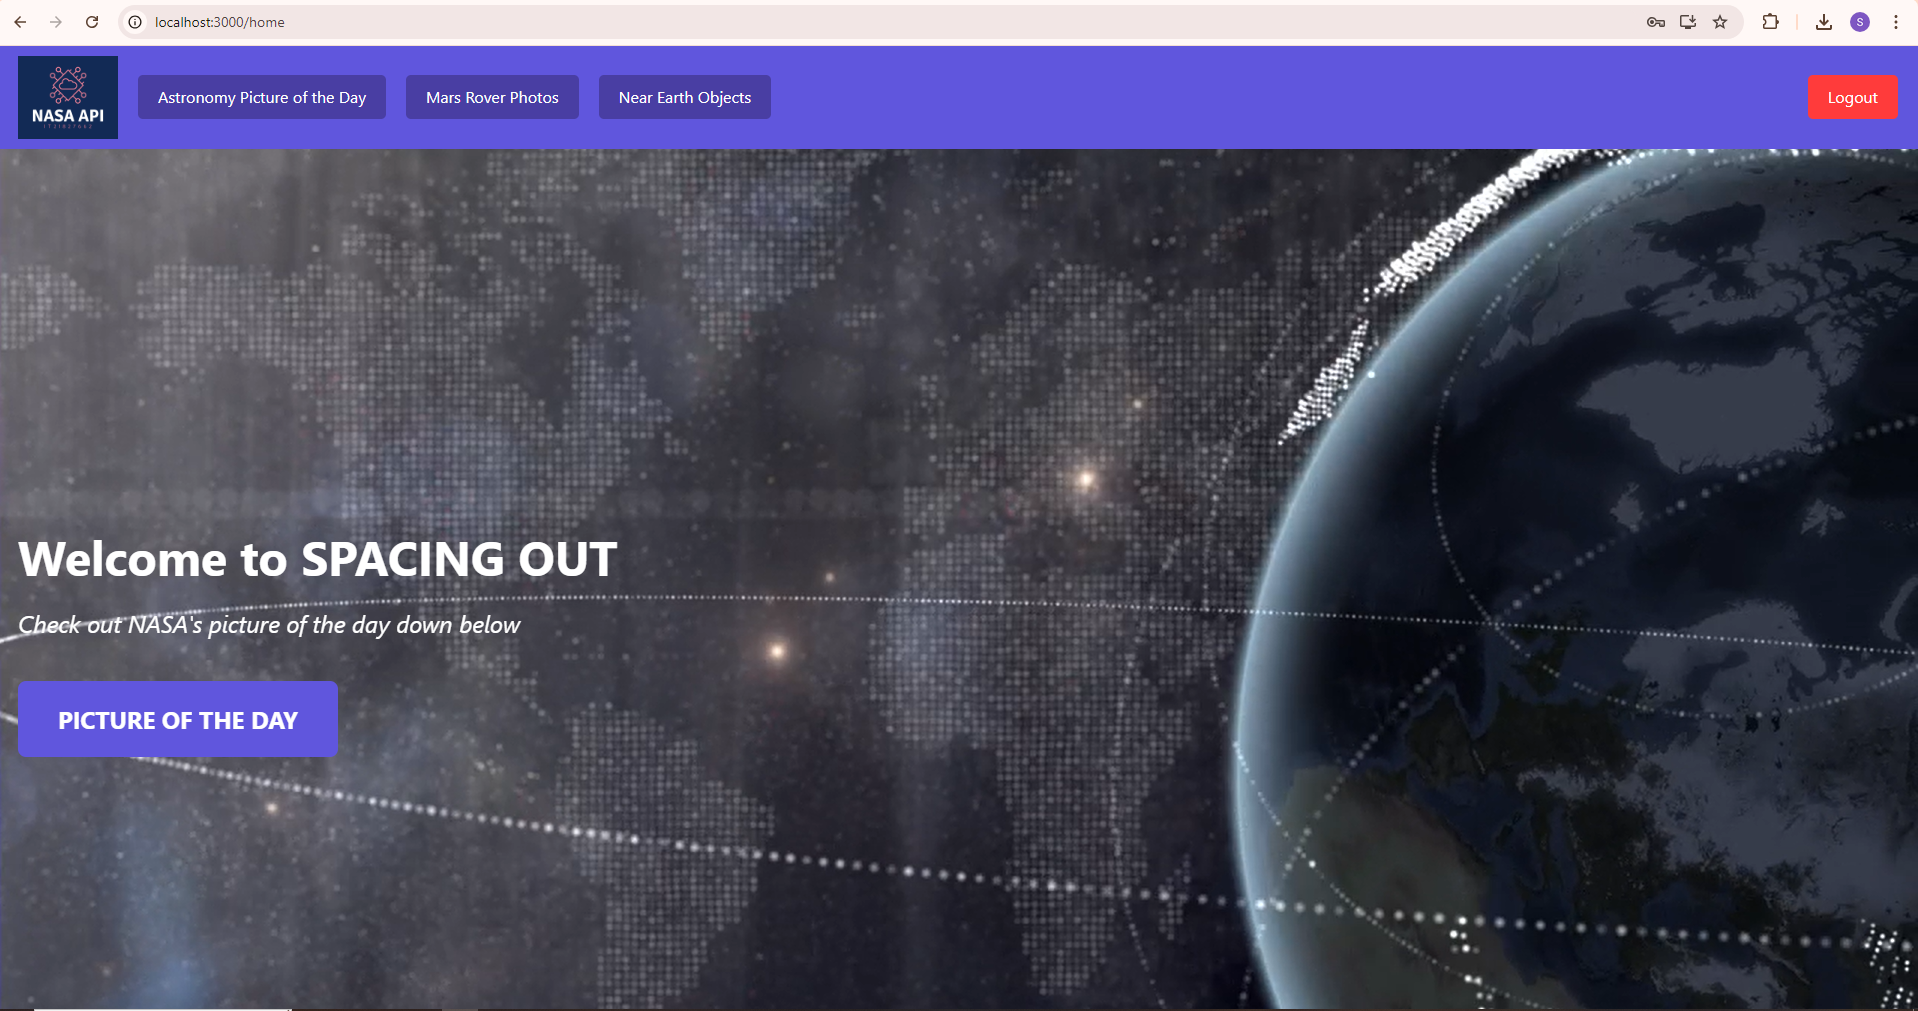 localhost:3000/home
S
NASA API
Astronomy Picture of the Day
Mars Rover Photos
Near Earth Objects
Logout
Welcome to SPACING OUT
Check out NASA's picture of the day down below
PICTURE OF THE DAY